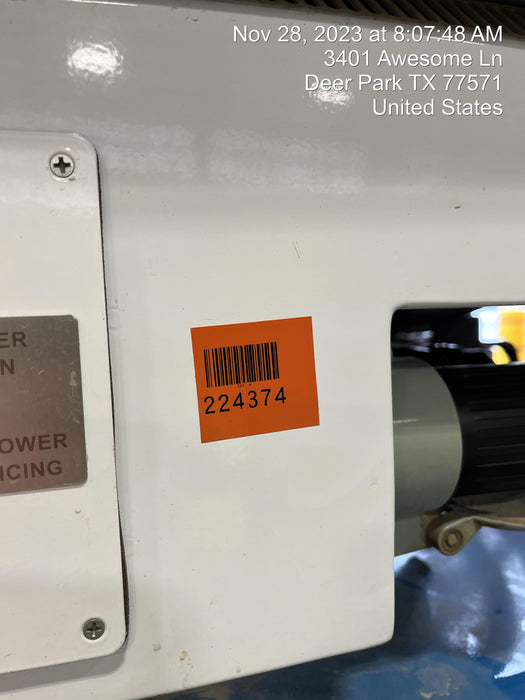 Nov 28, 2023 at 8:07:48 AM
3401 Awesome Ln
Deer Park TX 77571
United States
224374
ER
N
OWER
ICING